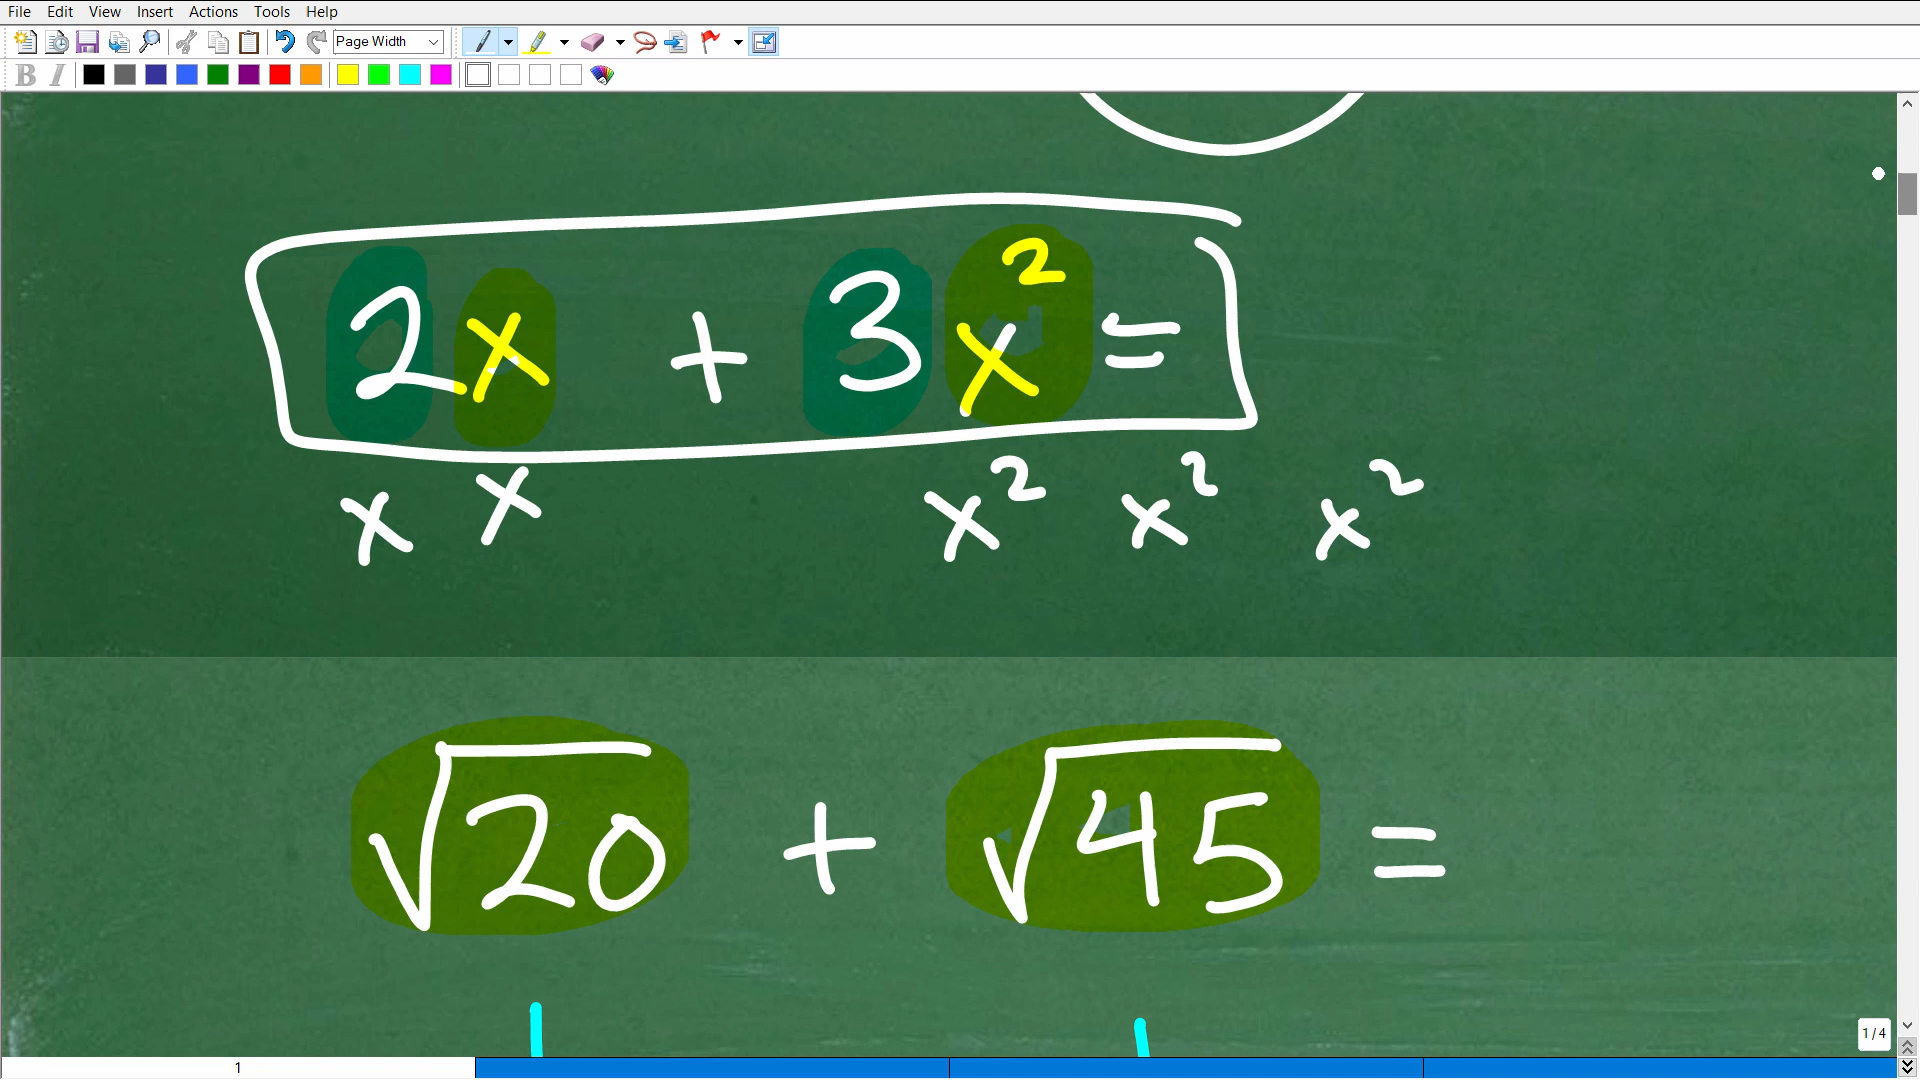 File Edit View Insert Actions Tools Help
Page Width
B I
2x + 3x² =
x x x² x² x²
√20 + √45 =
1 / 4
1